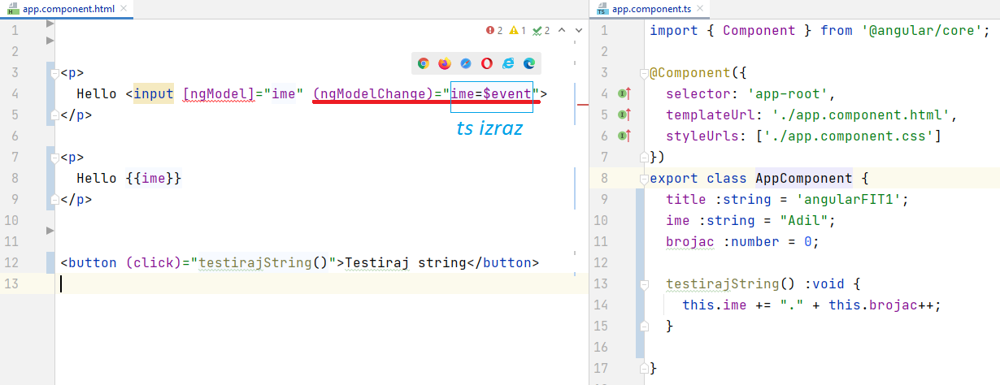 app.component.html
2 1 2
1
2
3 <p>
4 Hello <input [ngModel]="ime" (ngModelChange)="ime=$event">
5 </p>
ts izraz
6
7 <p>
8 Hello {{ime}}
9 </p>
10
11
12 <button (click)="testirajString()">Testiraj string</button>
13
app.component.ts
1 import { Component } from '@angular/core';
2
3 @Component({
4 selector: 'app-root',
5 templateUrl: './app.component.html',
6 styleUrls: ['./app.component.css']
7 })
8 export class AppComponent {
9 title :string = 'angularFIT1';
10 ime :string = "Adil";
11 brojac :number = 0;
12
13 testirajString() :void {
14 this.ime += "." + this.brojac++;
15 }
16
17 }